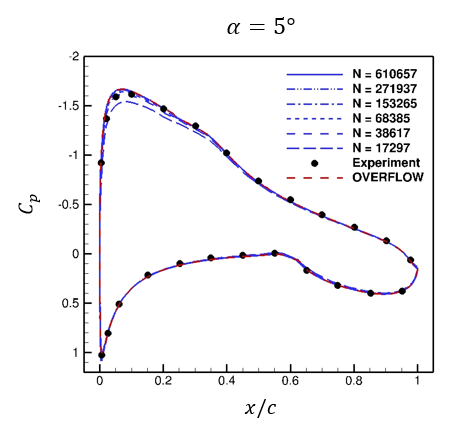 α = 5°
-2
-1.5
-1
-0.5
0
0.5
1
C_p
N = 610657
N = 271937
N = 153265
N = 68385
N = 38617
N = 17297
Experiment
OVERFLOW
0 0.2 0.4 0.6 0.8 1
x/c